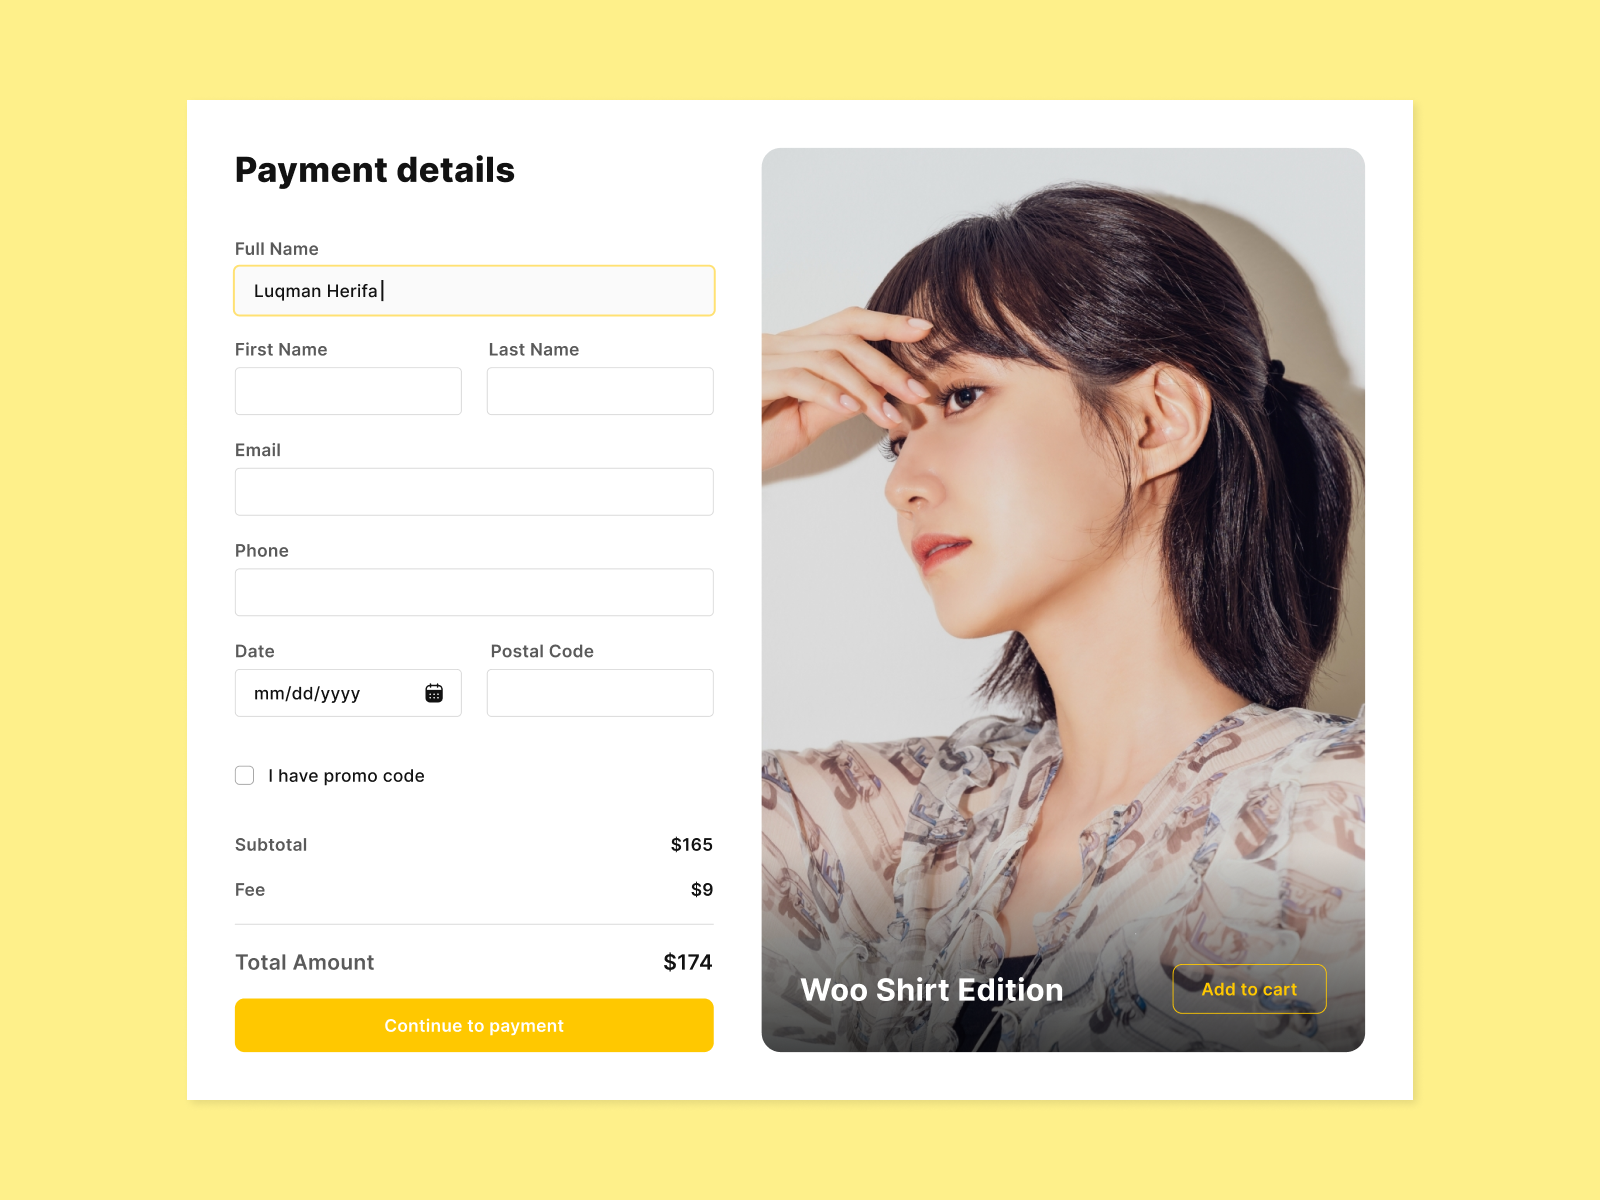 Payment details
Full Name
Luqman Herifa
First Name
Last Name
Email
Phone
Date
Postal Code
mm/dd/yyyy
I have promo code
Subtotal
$165
Fee
$9
Total Amount
$174
Continue to payment
Woo Shirt Edition
Add to cart